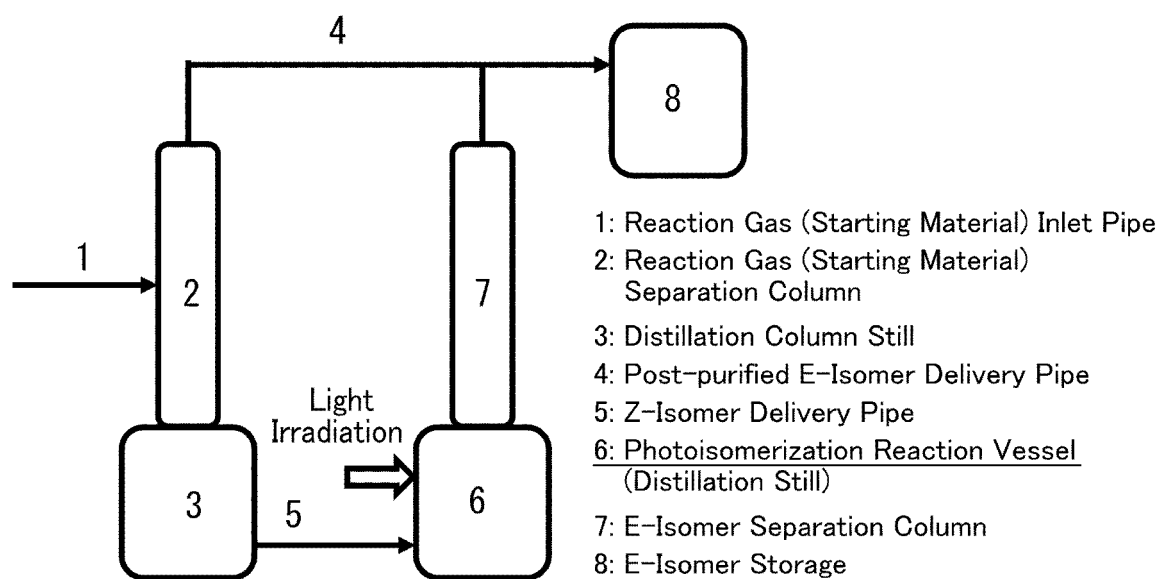 4
8
1
2
7
Light
Irradiation
3
5
6
1: Reaction Gas (Starting Material) Inlet Pipe
2: Reaction Gas (Starting Material)
Separation Column
3: Distillation Column Still
4: Post-purified E-Isomer Delivery Pipe
5: Z-Isomer Delivery Pipe
6: Photoisomerization Reaction Vessel
(Distillation Still)
7: E-Isomer Separation Column
8: E-Isomer Storage